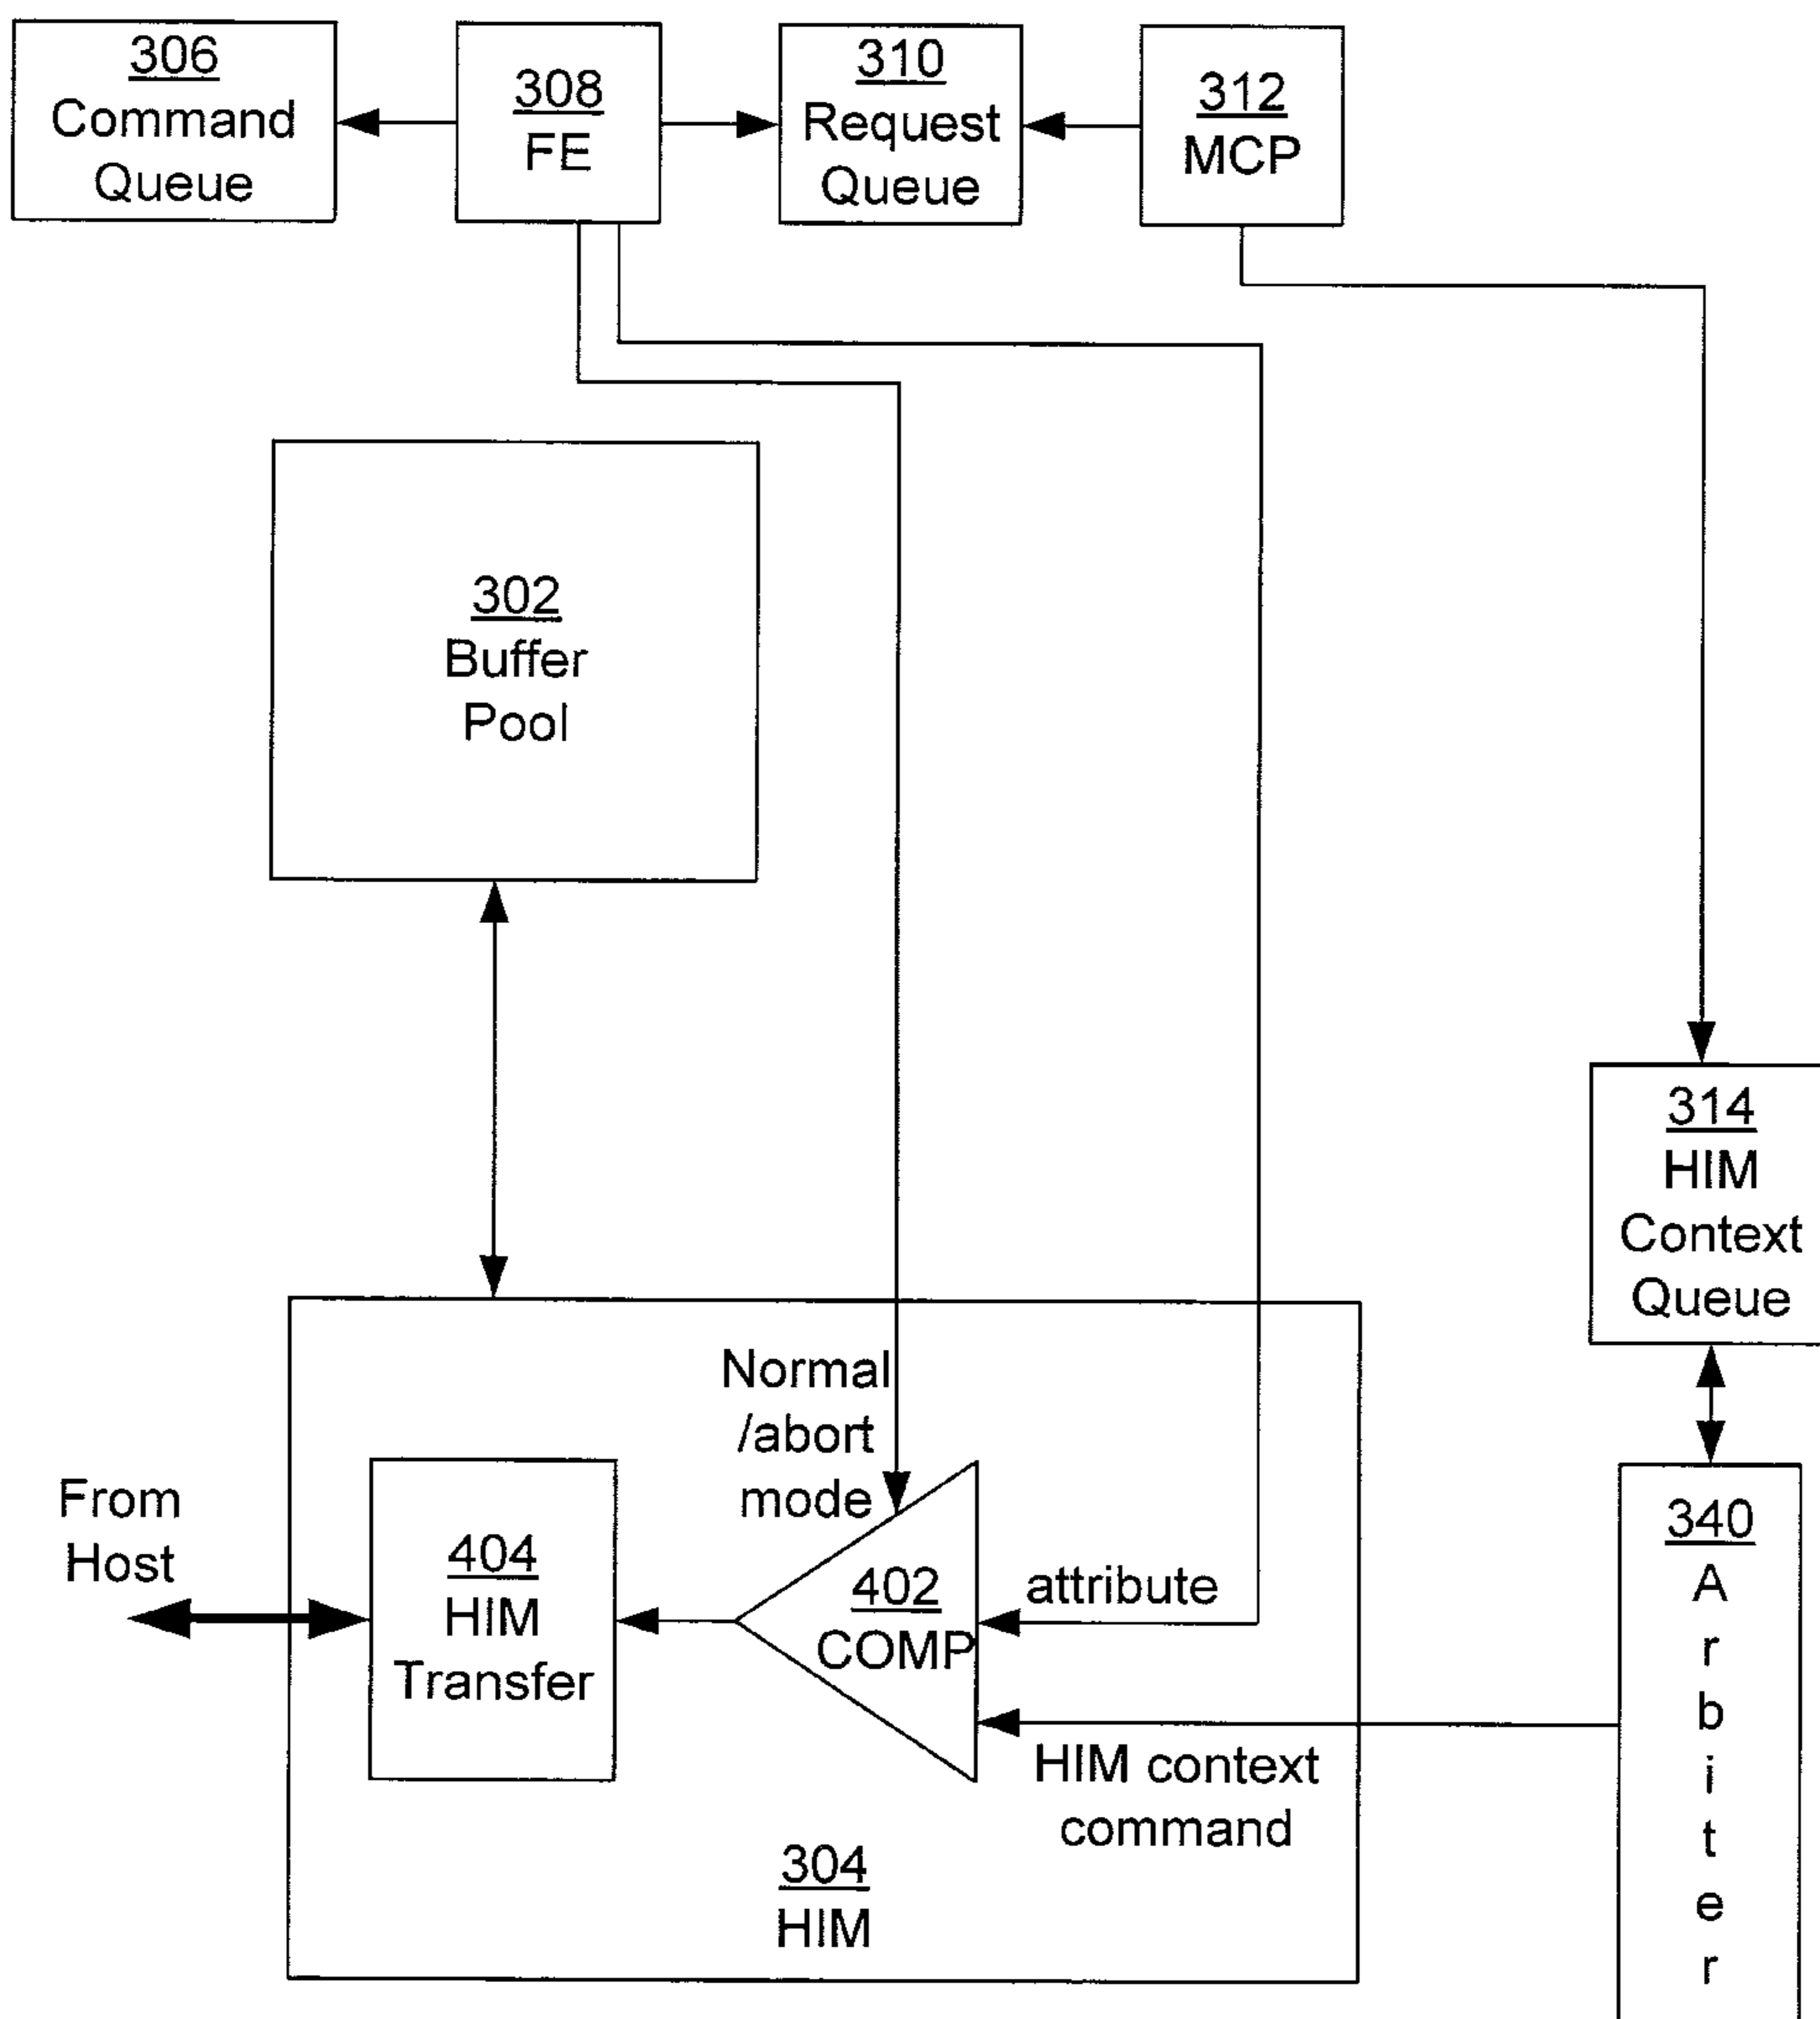 306
Command
Queue
308
FE
310
Request
Queue
312
MCP
302
Buffer
Pool
314
HIM
Context
Queue
Normal
/abort
mode
From
Host
404
HIM
Transfer
402
COMP
attribute
HIM context
command
304
HIM
340
A
r
b
i
t
e
r